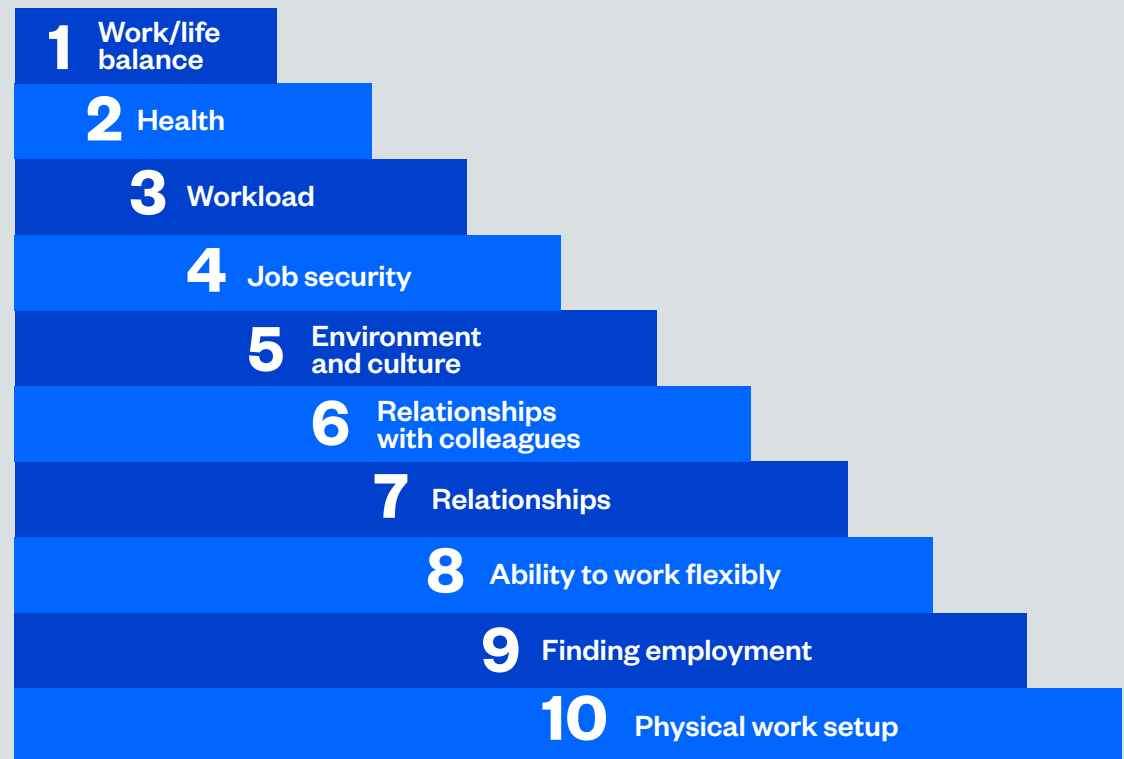 1 Work/life
balance
2 Health
3 Workload
4 Job security
5 Environment
and culture
6 Relationships
with colleagues
7 Relationships
8 Ability to work flexibly
9 Finding employment
10 Physical work setup